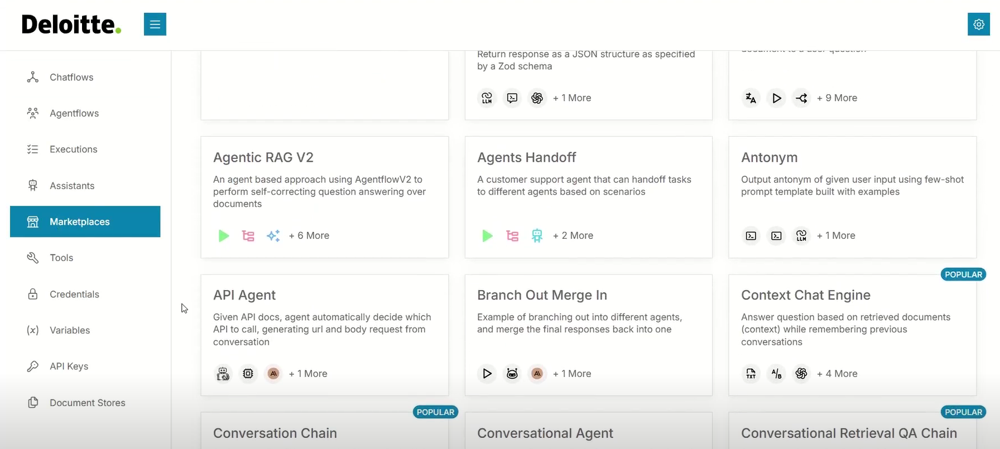 Deloitte.
Chatflows
Agentflows
Executions
Assistants
Marketplaces
Tools
Credentials
Variables
API Keys
Document Stores
Return response as a JSON structure as specified
by a Zod schema
LLM
+ 1 More
document to a user question
+ 9 More
Agentic RAG V2
An agent based approach using AgentflowV2 to
perform self-correcting question answering over
documents
+ 6 More
Agents Handoff
A customer support agent that can handoff tasks
to different agents based on scenarios
+ 2 More
Antonym
Output antonym of given user input using few-shot
prompt template built with examples
LLM
+ 1 More
API Agent
Given API docs, agent automatically decide which
API to call, generating url and body request from
conversation
+ 1 More
Branch Out Merge In
Example of branching out into different agents,
and merge the final responses back into one
+ 1 More
POPULAR
Context Chat Engine
Answer question based on retrieved documents
(context) while remembering previous
conversations
TXT
A/B
+ 4 More
POPULAR
Conversation Chain
Conversational Agent
POPULAR
Conversational Retrieval QA Chain